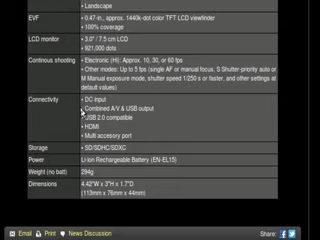 • Landscape
EVF
• 0.47-in., approx. 1440k-dot color TFT LCD viewfinder
• 100% coverage
LCD monitor
• 3.0" / 7.5 cm LCD
• 921,000 dots
Continous shooting
• Electronic (Hi): Approx. 10, 30, or 60 fps
• Other modes: Up to 5 fps (single AF or manual focus, S Shutter-priority auto or
M Manual exposure mode, shutter speed 1/250 s or faster, and other settings at
default values)
Connectivity
• DC input
• Combined A/V & USB output
USB 2.0 compatible
• HDMI
• Multi accesory port
Storage
• SD/SDHC/SDXC
Power
Li-ion Rechargeable Battery (EN-EL15)
Weight (no batt)
294g
Dimensions
4.42"W x 3"H x 1.7"D
(113mm x 76mm x 44mm)
Email Print News Discussion Share: